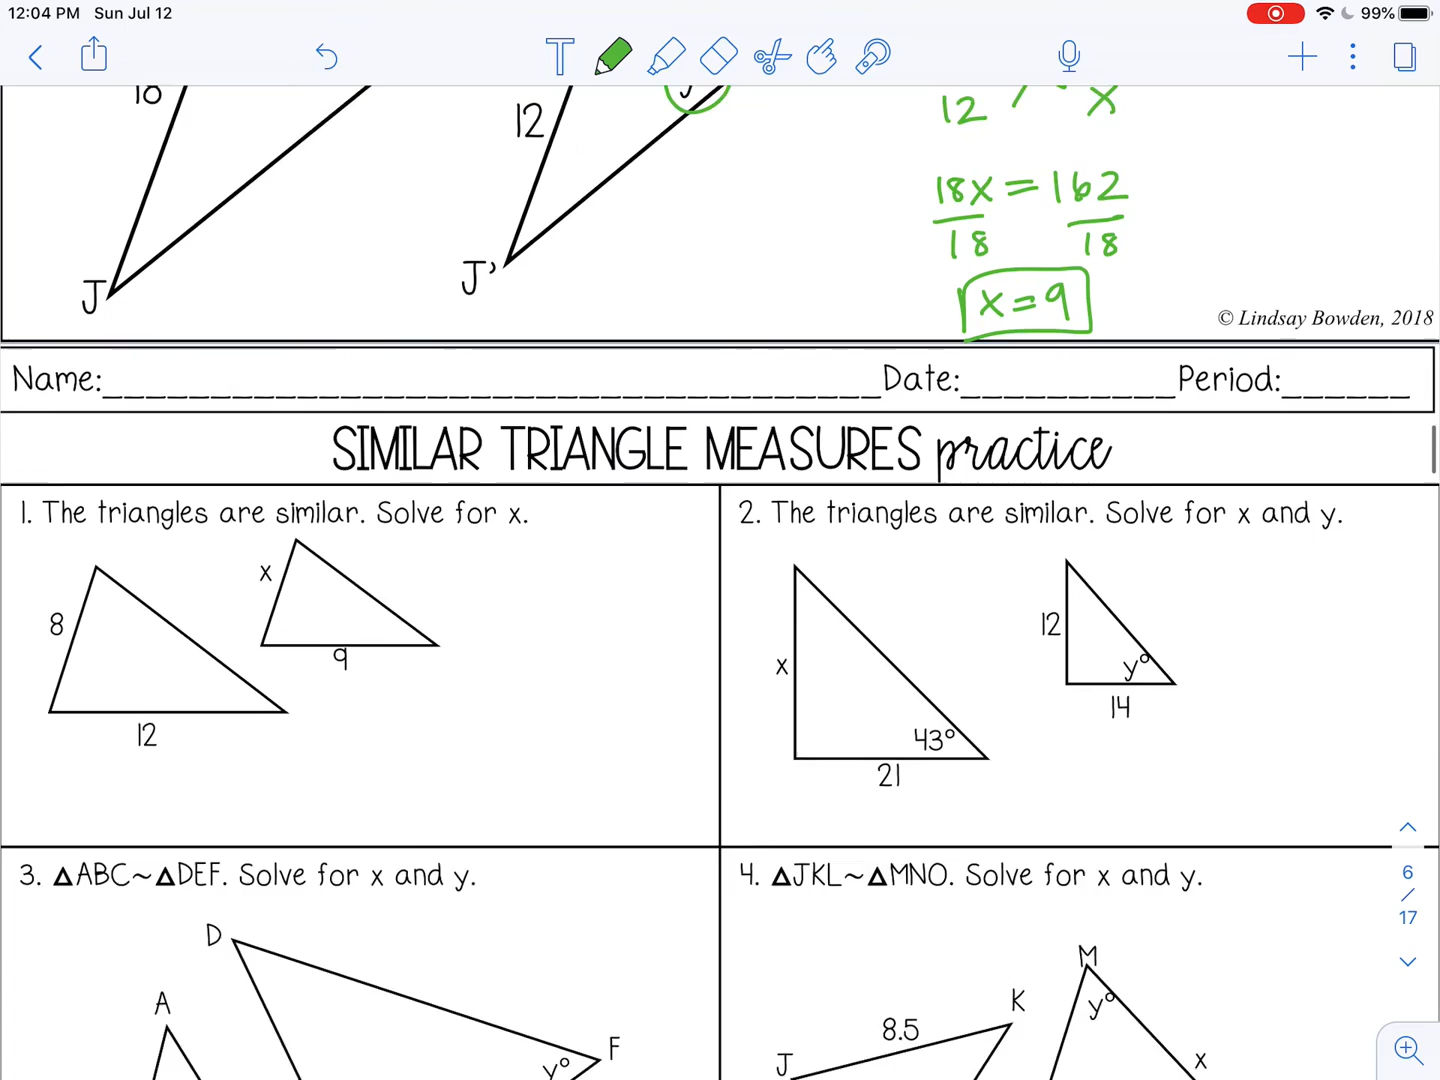 12:04 PM Sun Jul 12
99%
18
12
12
x
18x = 162
18 18
x = 9
J
J'
© Lindsay Bowden, 2018
Name:
Date:
Period:
SIMILAR TRIANGLE MEASURES practice
1. The triangles are similar. Solve for x.
8
12
x
9
2. The triangles are similar. Solve for x and y.
x
43°
21
12
y°
14
3. ▲ABC~▲DEF. Solve for x and y.
D
A
F
y°
4. ▲JKL~▲MNO. Solve for x and y.
M
y°
K
8.5
J
x
6
/
17